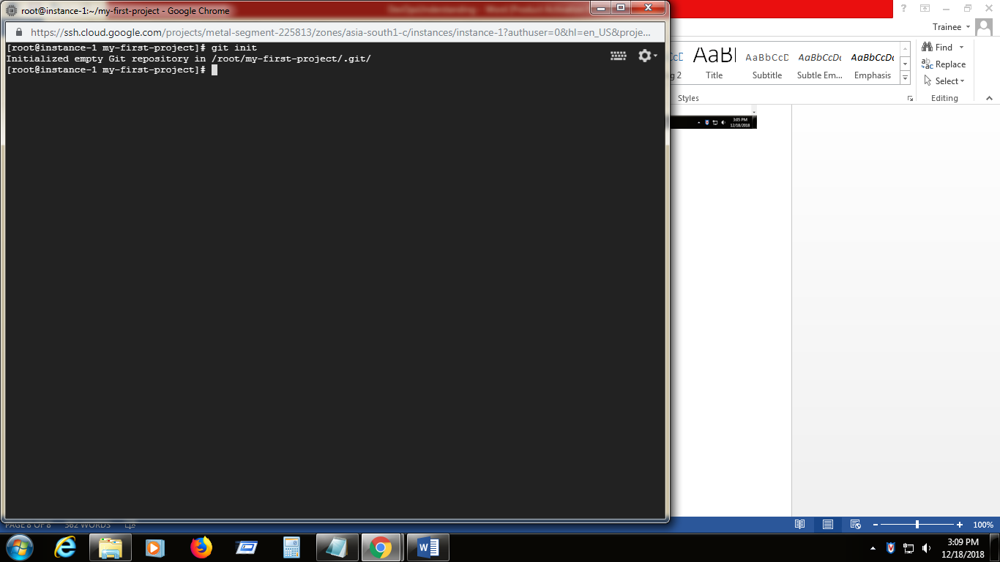 root@instance-1:~/my-first-project - Google Chrome
https://ssh.cloud.google.com/projects/metal-segment-225813/zones/asia-south1-c/instances/instance-1?authuser=0&hl=en_US&proje...
[root@instance-1 my-first-project]# git init
Initialized empty Git repository in /root/my-first-project/.git/
[root@instance-1 my-first-project]#
Trainee
AaBbCcD AaBbCcDc AaBbCcDc
g 2 Title Subtitle Subtle Em... Emphasis
Styles
Find
Replace
Select
Editing
3:05 PM
12/18/2018
PAGE 8 OF 8 362 WORDS
100%
3:09 PM
12/18/2018